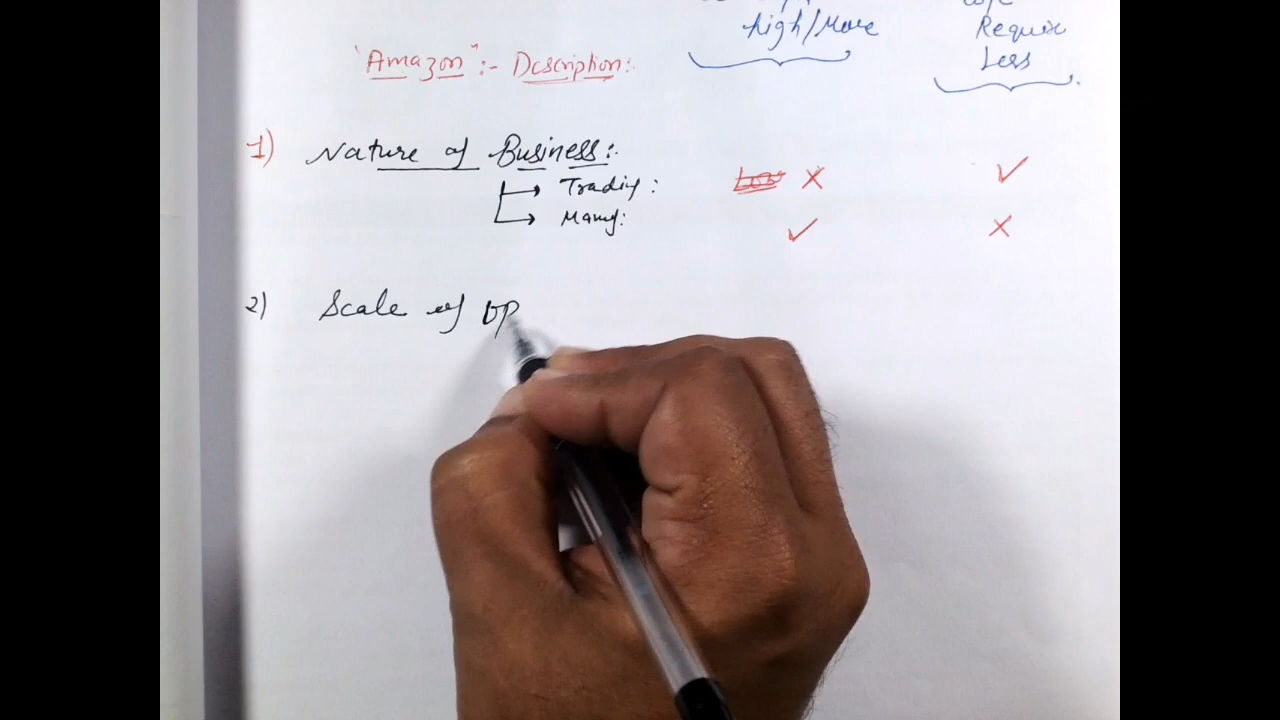 high/More
Require
Less
"Amazon":- Description:
1) Nature of Business:
Trading:
Manuf:
2) Scale of op